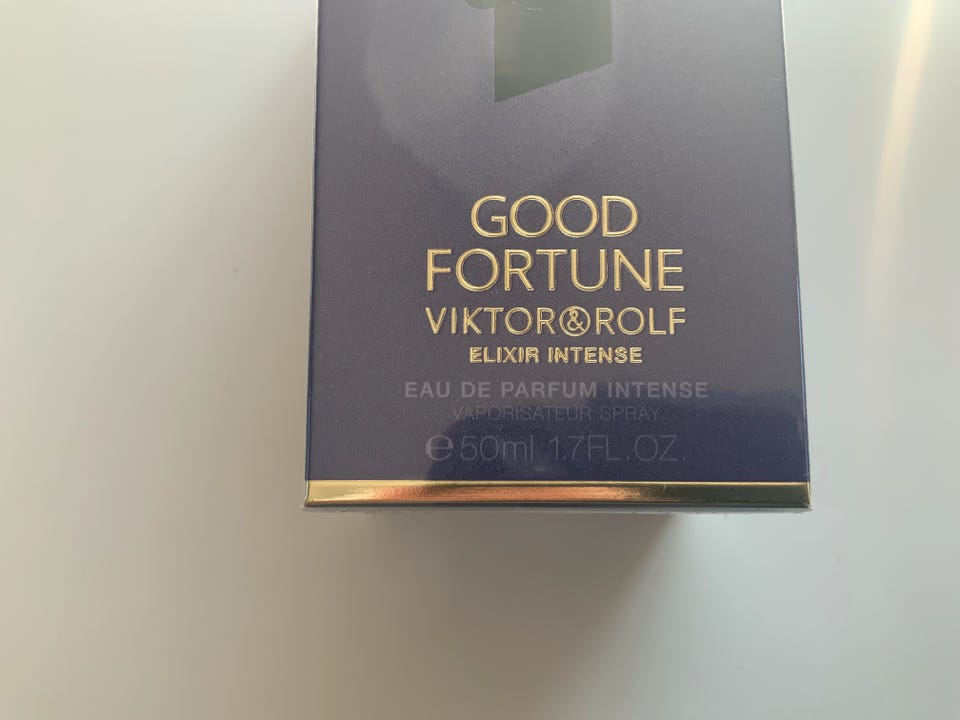 GOOD
FORTUNE
VIKTOR&ROLF
ELIXIR INTENSE
EAU DE PARFUM INTENSE
VAPORISATEUR SPRAY
℮50ml 1.7FL.OZ.